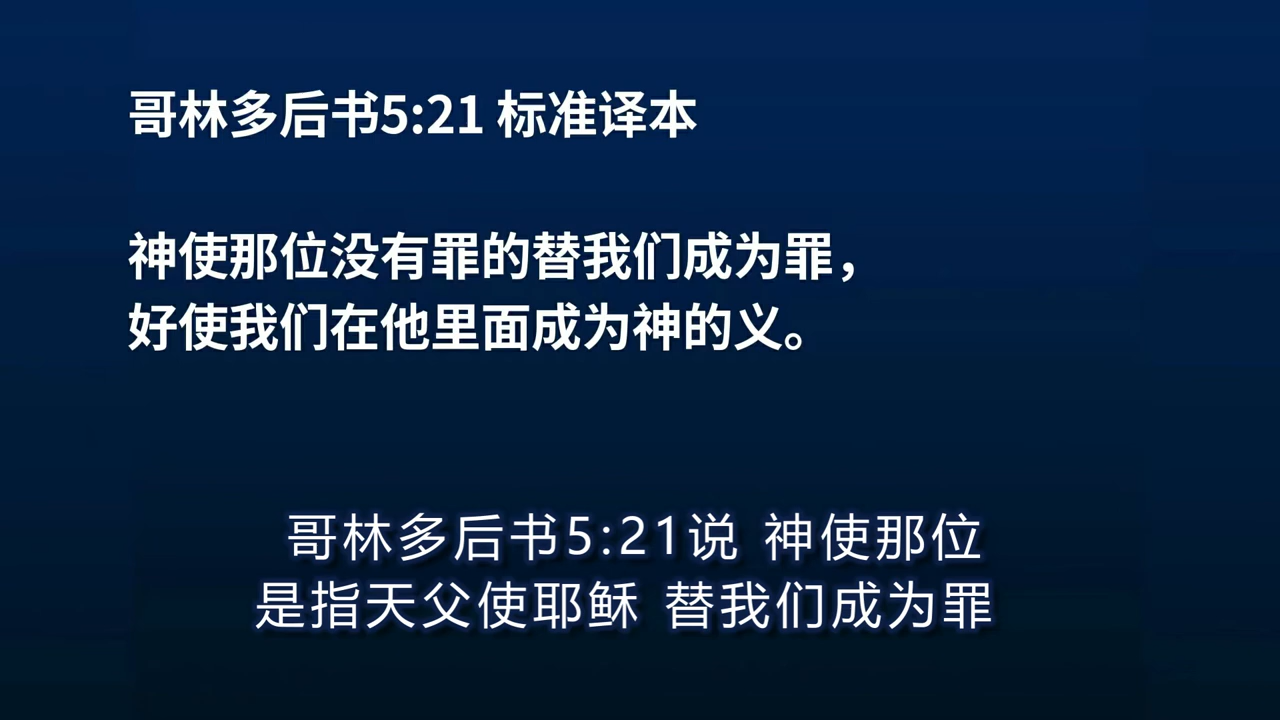 哥林多后书5:21 标准译本
神使那位没有罪的替我们成为罪，
好使我们在他里面成为神的义。
哥林多后书5:21说 神使那位
是指天父使耶稣 替我们成为罪